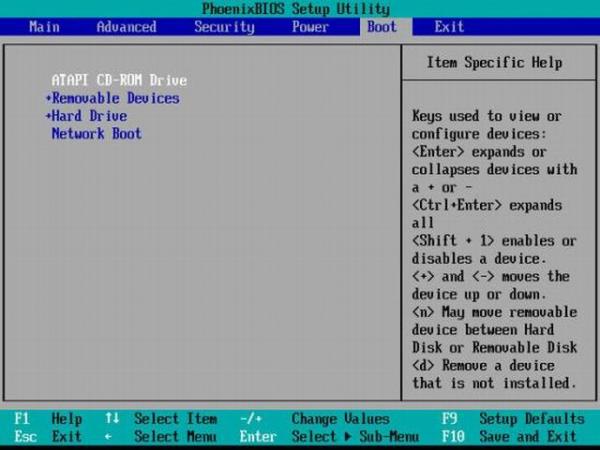 PhoenixBIOS Setup Utility
Main Advanced Security Power Boot Exit
ATAPI CD-ROM Drive
+Removable Devices
+Hard Drive
Network Boot
Item Specific Help
Keys used to view or
configure devices:
<Enter> expands or
collapses devices with
a + or -
<Ctrl+Enter> expands
all
<Shift + 1> enables or
disables a device.
<+> and <-> moves the
device up or down.
<n> May move removable
device between Hard
Disk or Removable Disk
<d> Remove a device
that is not installed.
F1 Help ↑↓ Select Item -/+ Change Values F9 Setup Defaults
Esc Exit ← Select Menu Enter Select ▶ Sub-Menu F10 Save and Exit